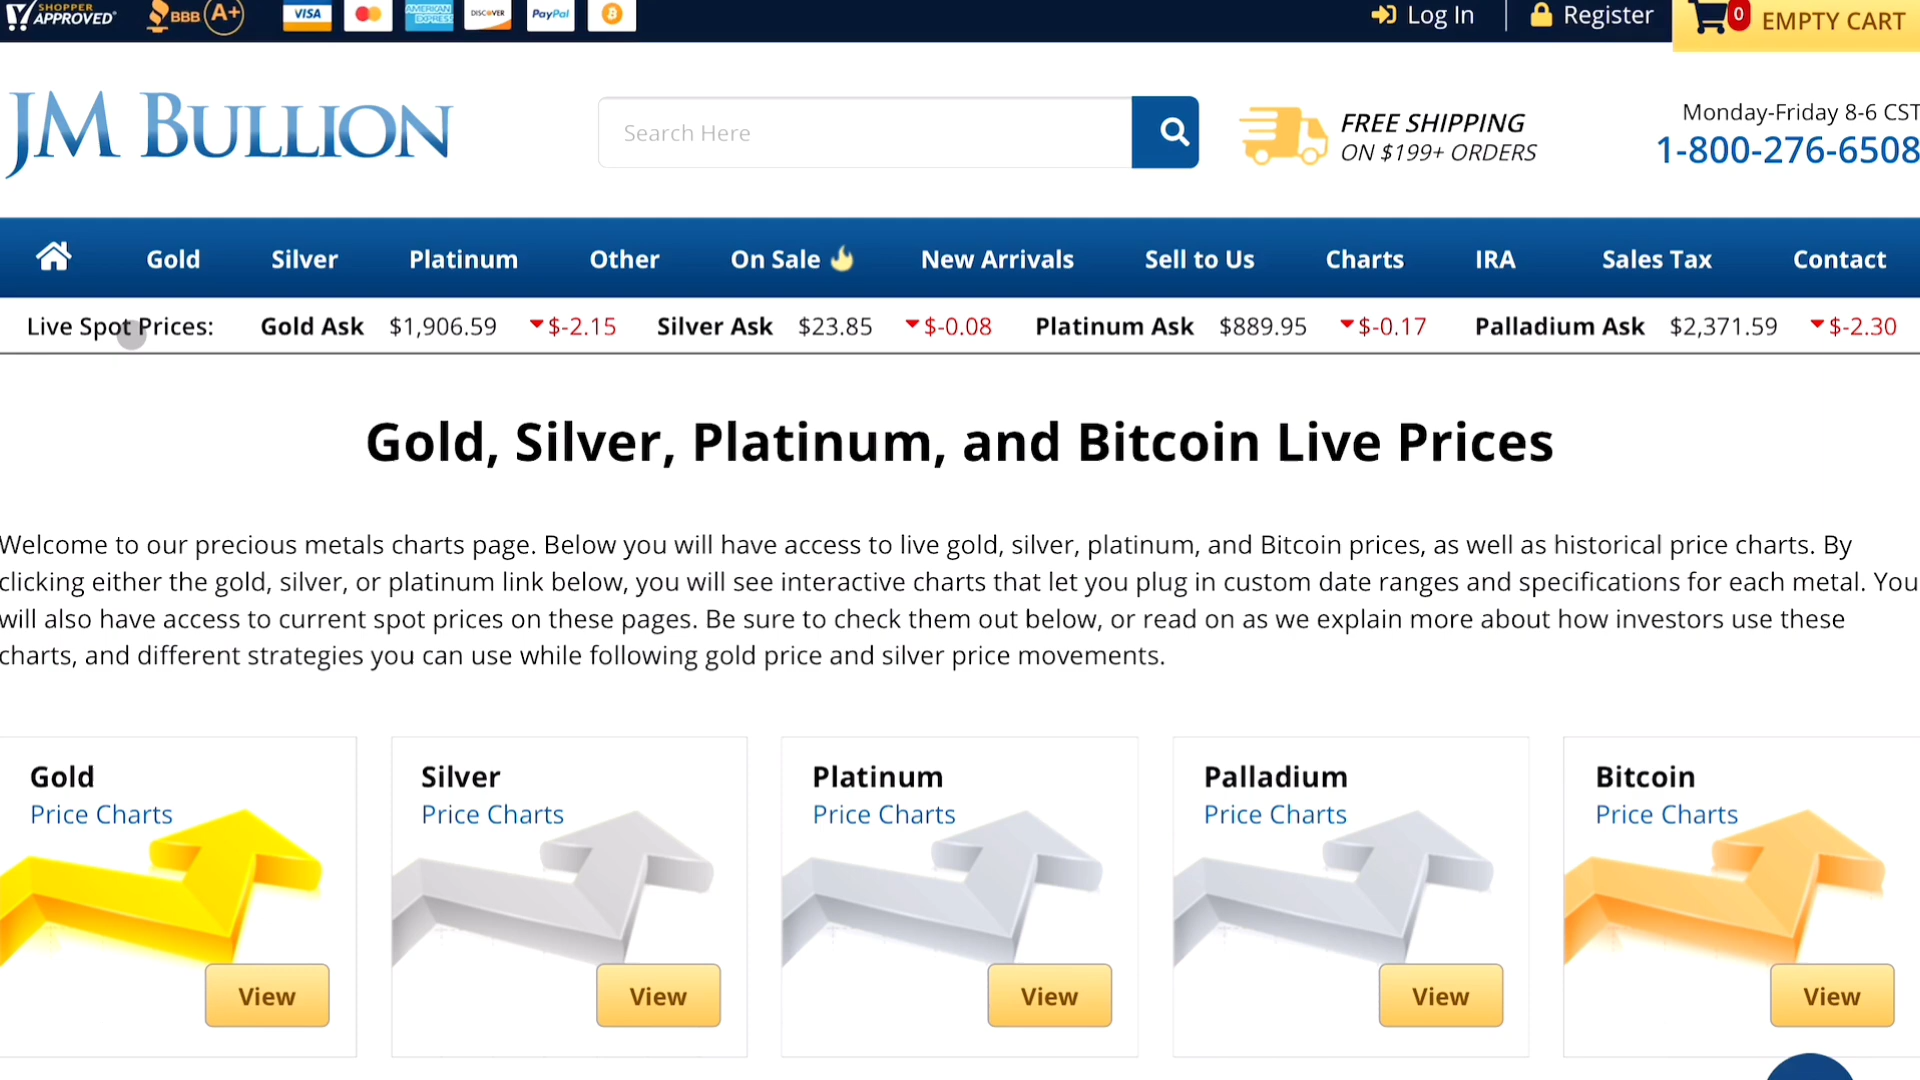 SHOPPER
APPROVED BBB A+ VISA AMERICAN EXPRESS DISCOVER PayPal Log In Register 0 EMPTY CART
JM BULLION
Search Here
FREE SHIPPING
ON $199+ ORDERS
Monday-Friday 8-6 CST
1-800-276-6508
Gold Silver Platinum Other On Sale New Arrivals Sell to Us Charts IRA Sales Tax Contact
Live Spot Prices: Gold Ask $1,906.59 $-2.15 Silver Ask $23.85 $-0.08 Platinum Ask $889.95 $-0.17 Palladium Ask $2,371.59 $-2.30
Gold, Silver, Platinum, and Bitcoin Live Prices
Welcome to our precious metals charts page. Below you will have access to live gold, silver, platinum, and Bitcoin prices, as well as historical price charts. By
clicking either the gold, silver, or platinum link below, you will see interactive charts that let you plug in custom date ranges and specifications for each metal. You
will also have access to current spot prices on these pages. Be sure to check them out below, or read on as we explain more about how investors use these
charts, and different strategies you can use while following gold price and silver price movements.
Gold
Price Charts
View
Silver
Price Charts
View
Platinum
Price Charts
View
Palladium
Price Charts
View
Bitcoin
Price Charts
View